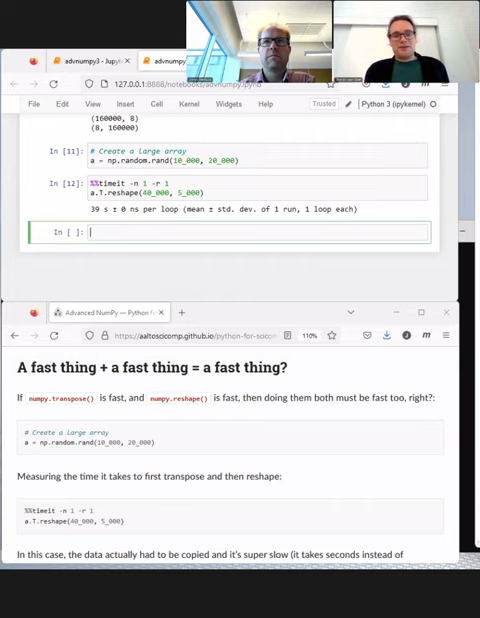 advnumpy3 - Jupyt
advnum
127.0.0.1:8888/notebooks/advnumpy.ipynb
File Edit View Insert Cell Kernel Widgets Help Trusted Python 3 (ipykernel)
(160000, 8)
(8, 160000)
In [11]: # Create a large array
a = np.random.rand(10_000, 20_000)
In [12]: %%timeit -n 1 -r 1
a.T.reshape(40_000, 5_000)
39 s ± 0 ns per loop (mean ± std. dev. of 1 run, 1 loop each)
In [ ]:
Advanced NumPy — Python f
https://aaltoscicomp.github.io/python-for-scicom 110%
A fast thing + a fast thing = a fast thing?
If numpy.transpose() is fast, and numpy.reshape() is fast, then doing them both must be fast too, right?:
# Create a large array
a = np.random.rand(10_000, 20_000)
Measuring the time it takes to first transpose and then reshape:
%%timeit -n 1 -r 1
a.T.reshape(40_000, 5_000)
In this case, the data actually had to be copied and it's super slow (it takes seconds instead of